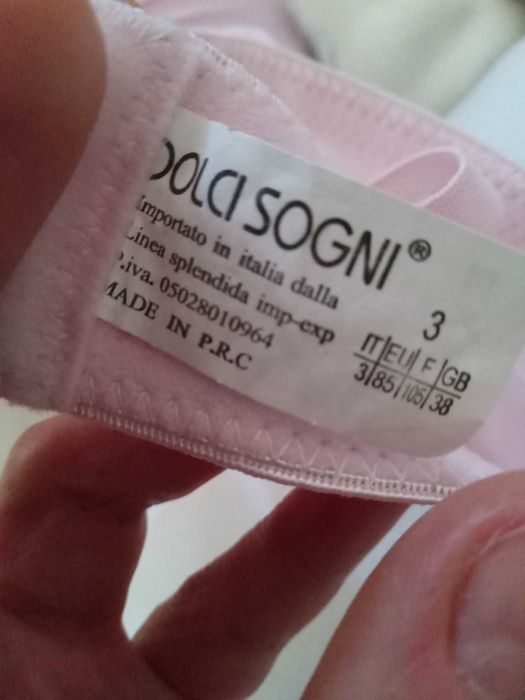 DOLCI SOGNI®
Importato in italia dalla
Linea splendida imp-exp
P.iva. 05028010964
MADE IN P.R.C
3
IT|EU|F|GB
3|85|105|38